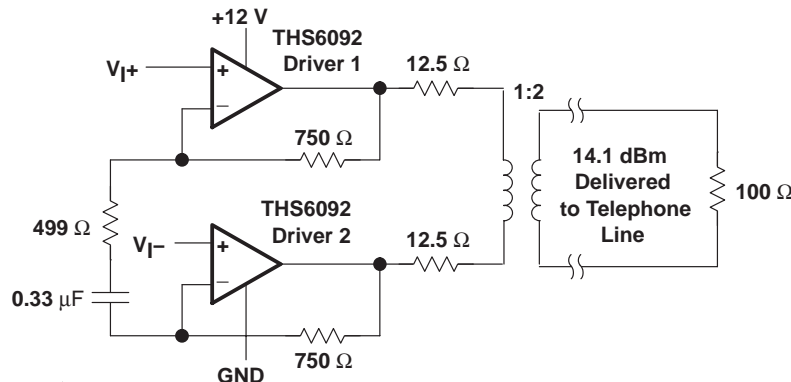 +12 V
THS6092
Driver 1
VI+
+
−
12.5 Ω
1:2
750 Ω
14.1 dBm
Delivered
to Telephone
Line
100 Ω
499 Ω
THS6092
Driver 2
VI−
+
−
12.5 Ω
0.33 μF
750 Ω
GND